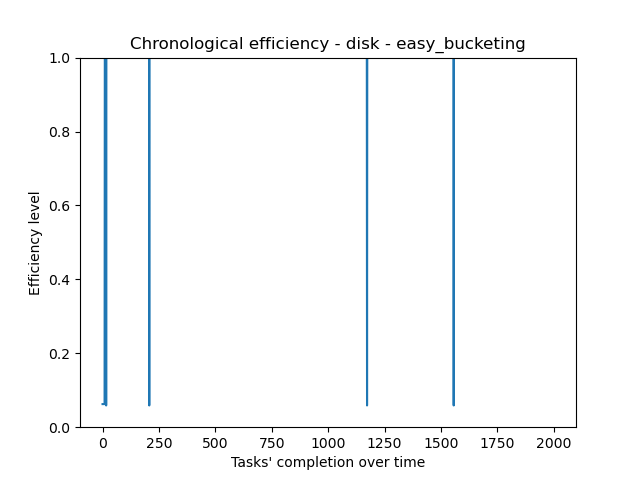 Chronological efficiency - disk - easy_bucketing
1.0
0.8
0.6
0.4
0.2
0.0
Efficiency level
0 250 500 750 1000 1250 1500 1750 2000
Tasks' completion over time